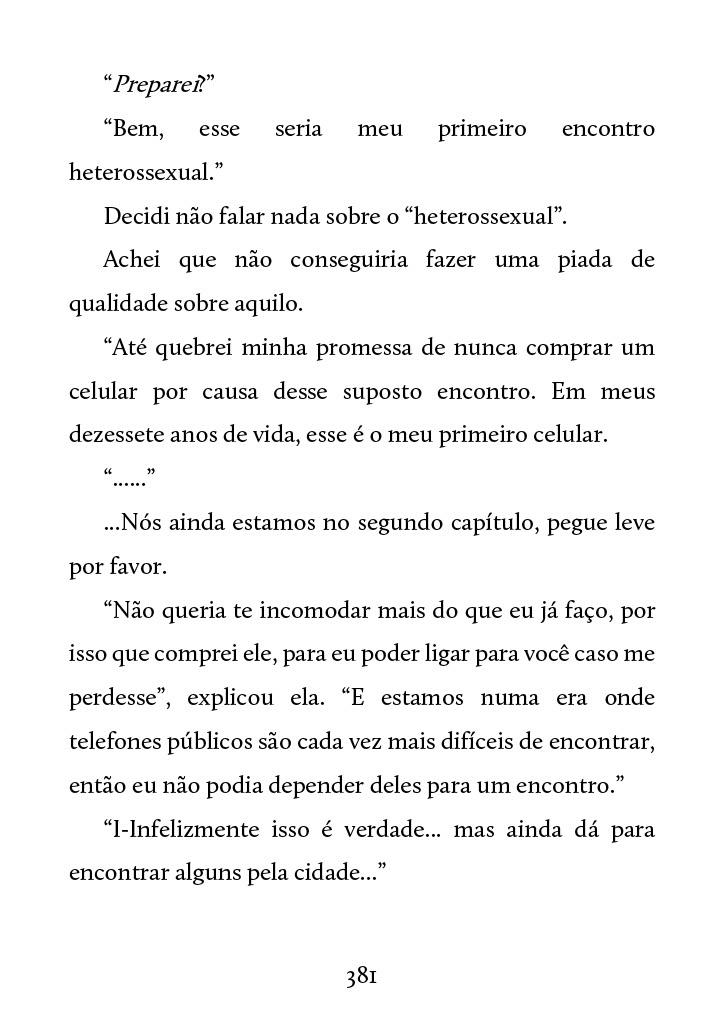 “Preparei?”
“Bem, esse seria meu primeiro encontro
heterossexual.”
Decidi não falar nada sobre o “heterossexual”.
Achei que não conseguiria fazer uma piada de
qualidade sobre aquilo.
“Até quebrei minha promessa de nunca comprar um
celular por causa desse suposto encontro. Em meus
dezessete anos de vida, esse é o meu primeiro celular.
“......”
...Nós ainda estamos no segundo capítulo, pegue leve
por favor.
“Não queria te incomodar mais do que eu já faço, por
isso que comprei ele, para eu poder ligar para você caso me
perdesse”, explicou ela. “E estamos numa era onde
telefones públicos são cada vez mais difíceis de encontrar,
então eu não podia depender deles para um encontro.”
“I-Infelizmente isso é verdade... mas ainda dá para
encontrar alguns pela cidade...”
381